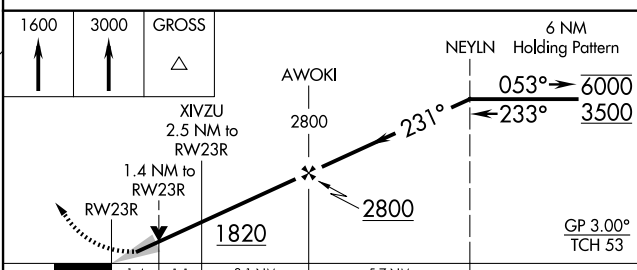 1600
3000
GROSS
6 NM
Holding Pattern
NEYLN
053°
6000
233°
3500
AWOKI
2800
231°
XIVZU
2.5 NM to
RW23R
1.4 NM to
RW23R
RW23R
2800
1820
GP 3.00°
TCH 53